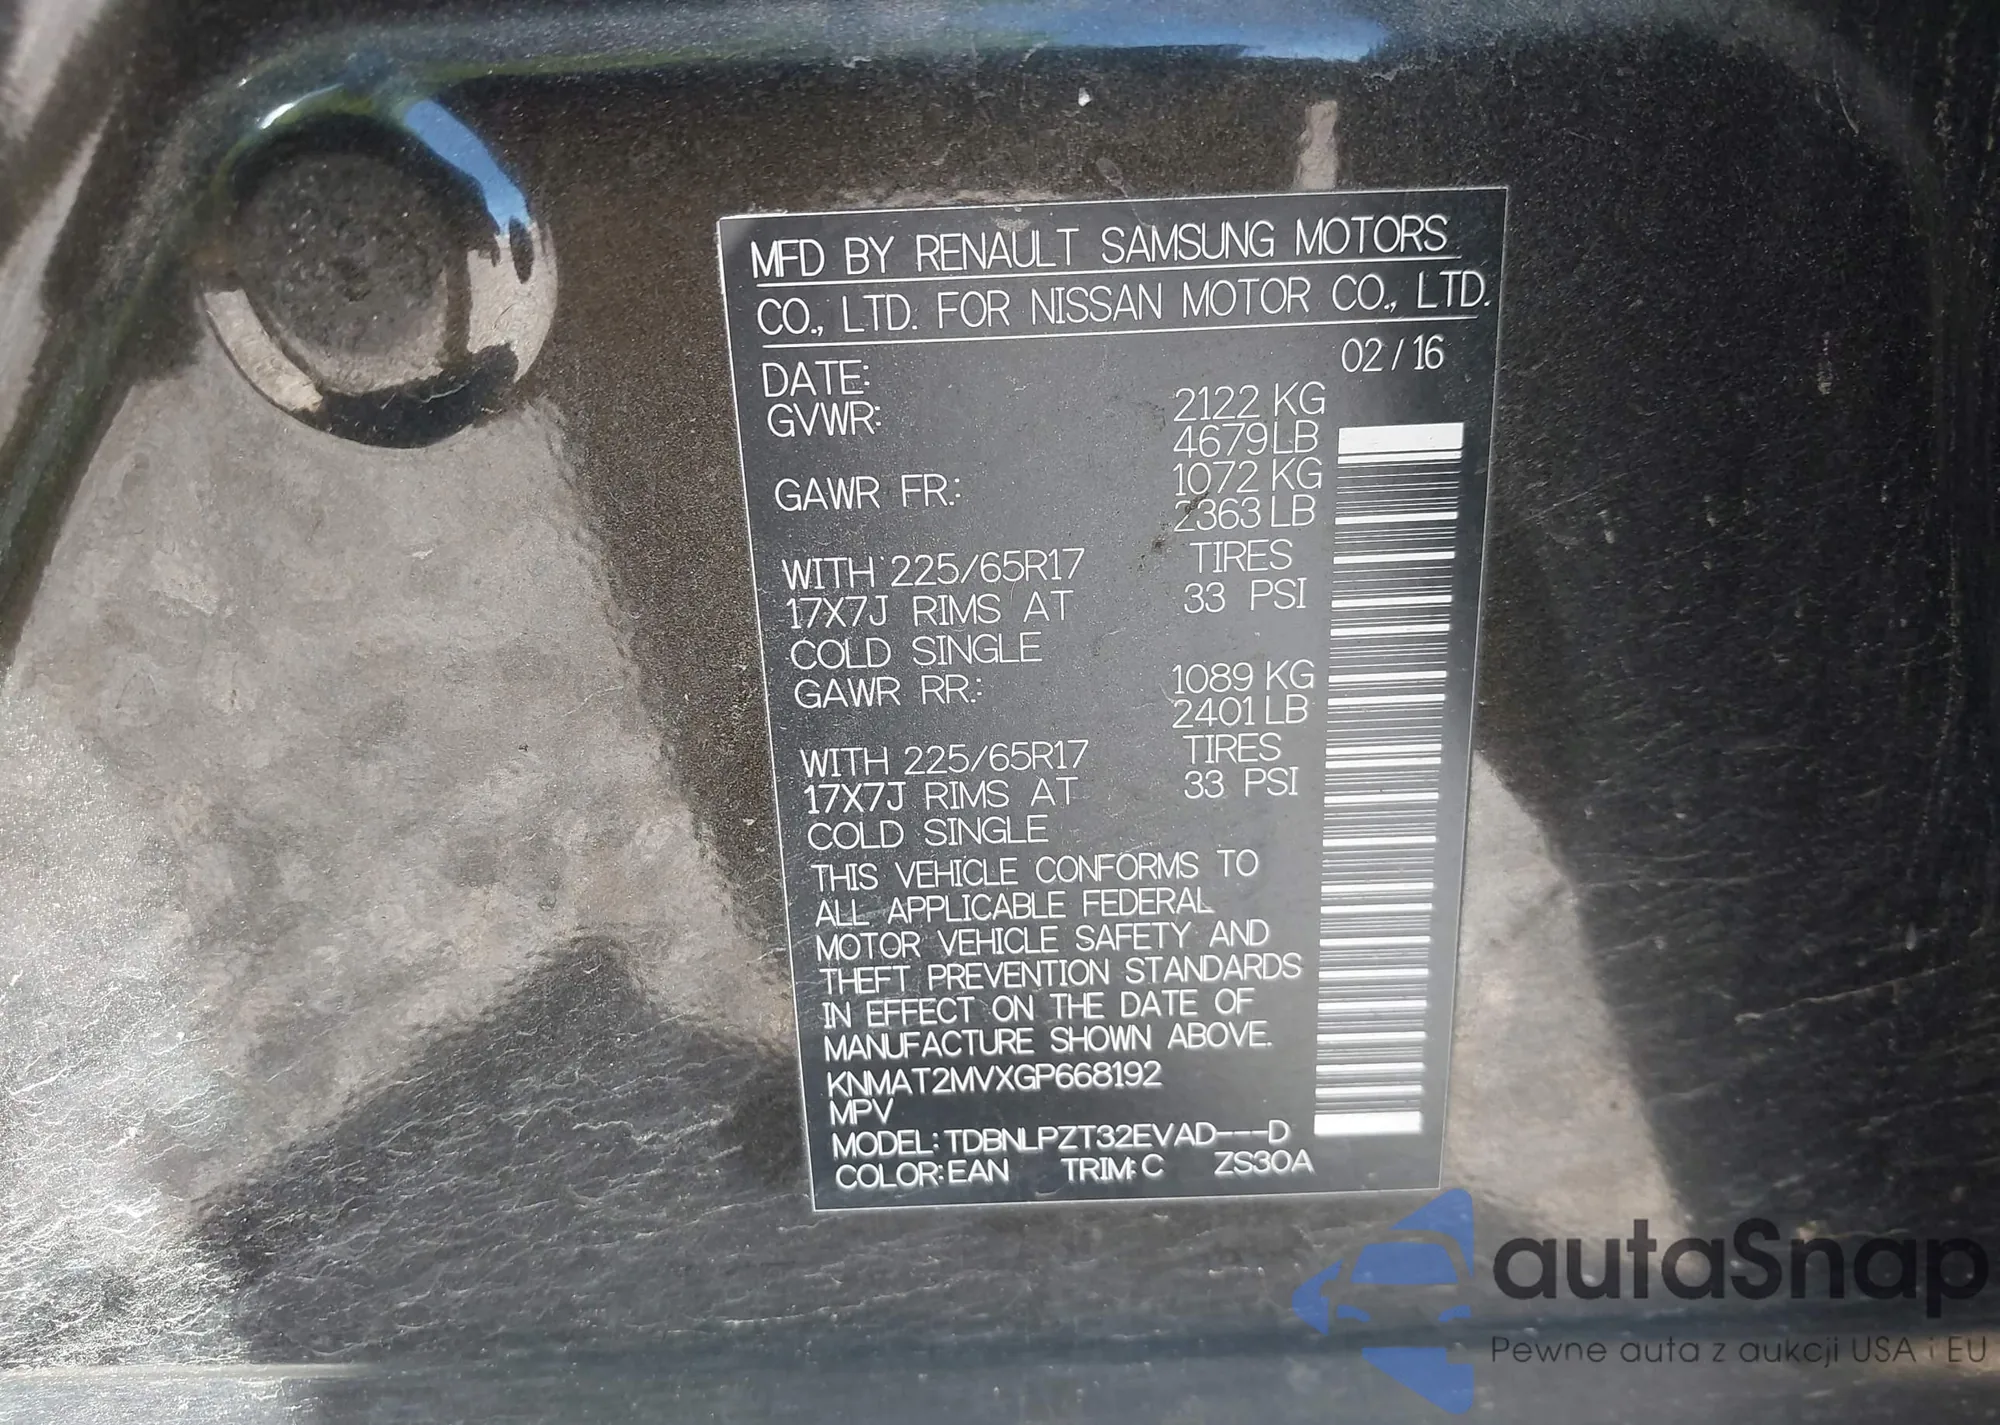 MFD BY RENAULT SAMSUNG MOTORS
CO., LTD. FOR NISSAN MOTOR CO., LTD.
DATE: 02 / 16
GVWR: 2122 KG
4679 LB
GAWR FR.: 1072 KG
2363 LB
WITH 225/65R17 TIRES
17X7J RIMS AT 33 PSI
COLD SINGLE
GAWR RR.: 1089 KG
2401 LB
WITH 225/65R17 TIRES
17X7J RIMS AT 33 PSI
COLD SINGLE
THIS VEHICLE CONFORMS TO
ALL APPLICABLE FEDERAL
MOTOR VEHICLE SAFETY AND
THEFT PREVENTION STANDARDS
IN EFFECT ON THE DATE OF
MANUFACTURE SHOWN ABOVE.
KNMAT2MVXGP668192
MPV
MODEL: TDBNLPZT32EVAD---D
COLOR: EAN TRIM: C ZS30A
autaSnap
Pewne auta z aukcji USA i EU